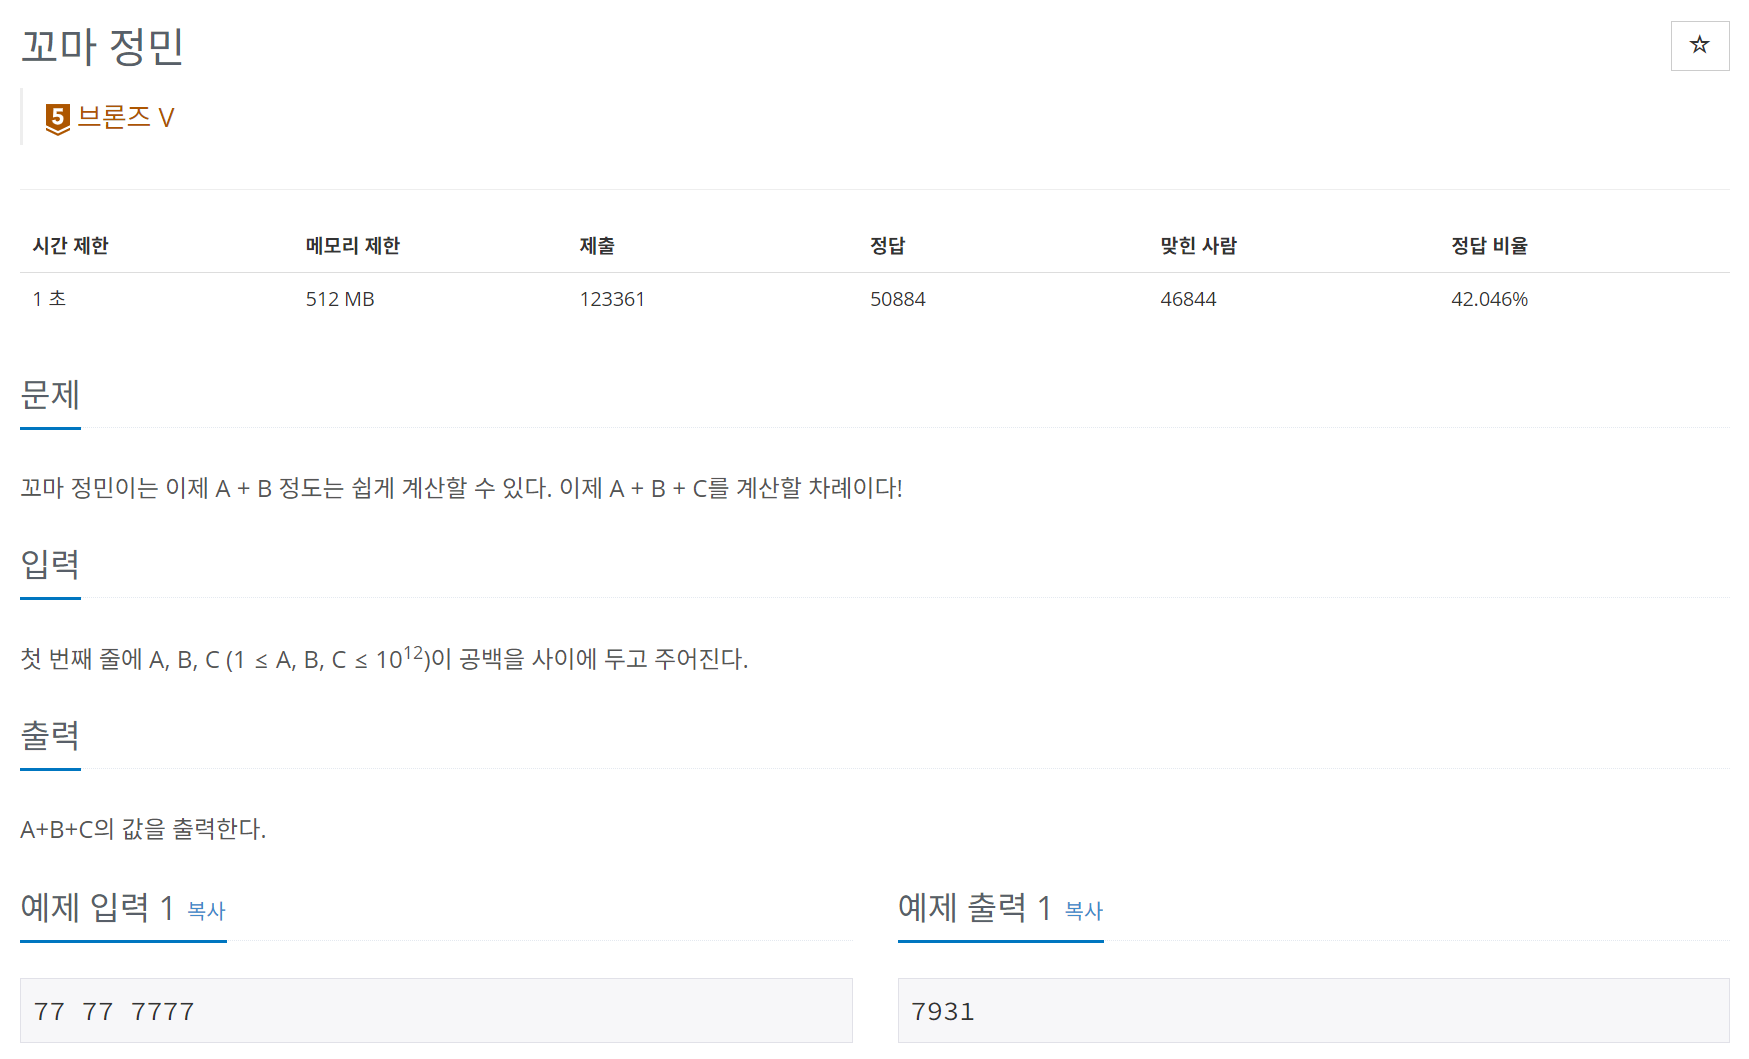 꼬마 정민
☆
5 브론즈 V
시간 제한 메모리 제한 제출 정답 맞힌 사람 정답 비율
1 초 512 MB 123361 50884 46844 42.046%
문제
꼬마 정민이는 이제 A + B 정도는 쉽게 계산할 수 있다. 이제 A + B + C를 계산할 차례이다!
입력
첫 번째 줄에 A, B, C (1 ≤ A, B, C ≤ 10¹²)이 공백을 사이에 두고 주어진다.
출력
A+B+C의 값을 출력한다.
예제 입력 1 복사
77 77 7777
예제 출력 1 복사
7931